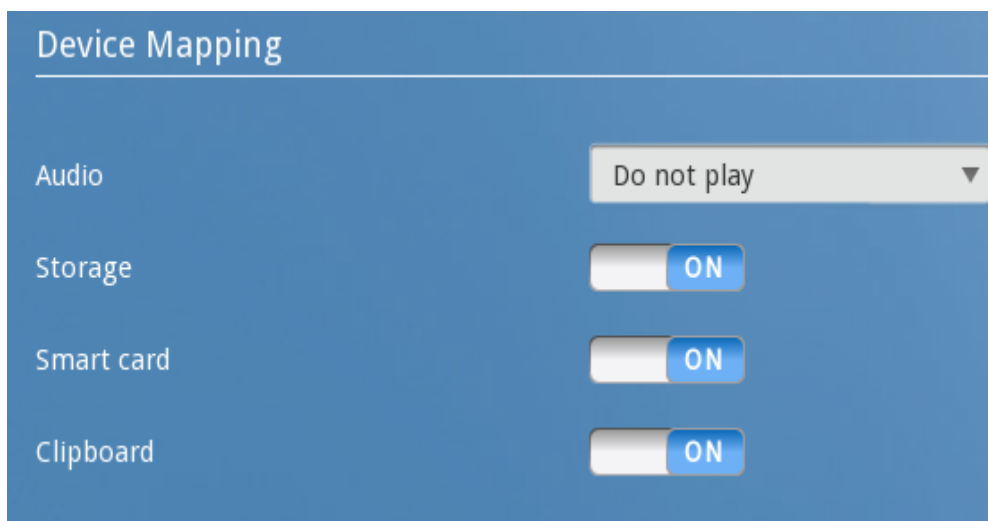 Device Mapping
Audio Do not play
Storage ON
Smart card ON
Clipboard ON